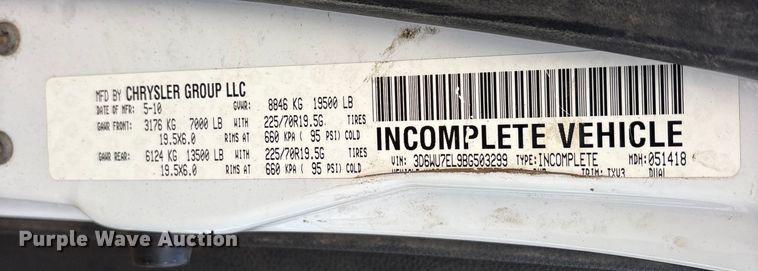 MFD BY CHRYSLER GROUP LLC
DATE OF MFR: 5-10 GVWR: 8846 KG 19500 LB
GAWR FRONT: 3176 KG 7000 LB WITH 225/70R19.5G TIRES
19.5X6.0 RIMS AT 660 KPA ( 95 PSI) COLD
GAWR REAR: 6124 KG 13500 LB WITH 225/70R19.5G TIRES
19.5X6.0 RIMS AT 660 KPA ( 95 PSI) COLD
INCOMPLETE VEHICLE
VIN: 3D6WU7EL9BG503299 TYPE: INCOMPLETE MDH: 051418
TRIM: TXV3 DUAL
Purple Wave Auction